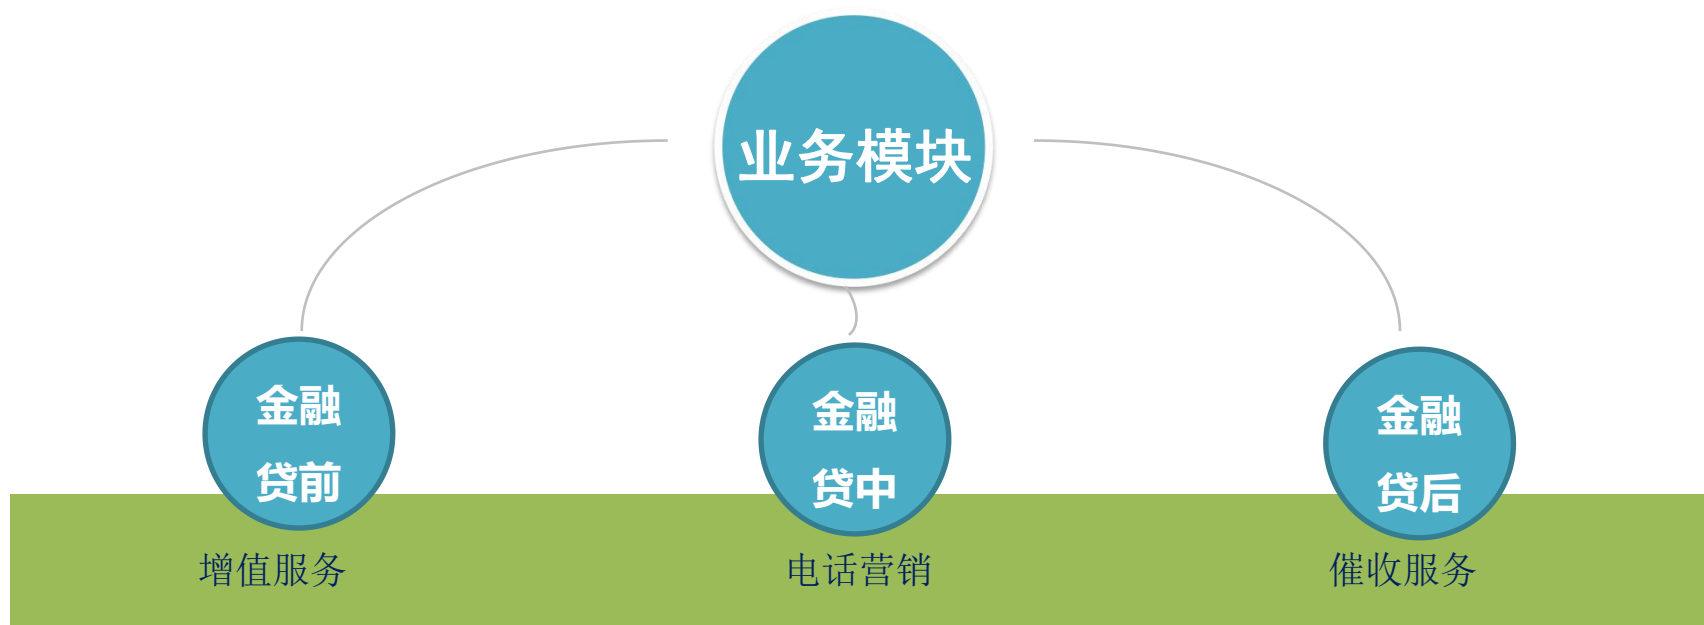 业务模块
金融
贷前
金融
贷中
金融
贷后
增值服务
电话营销
催收服务